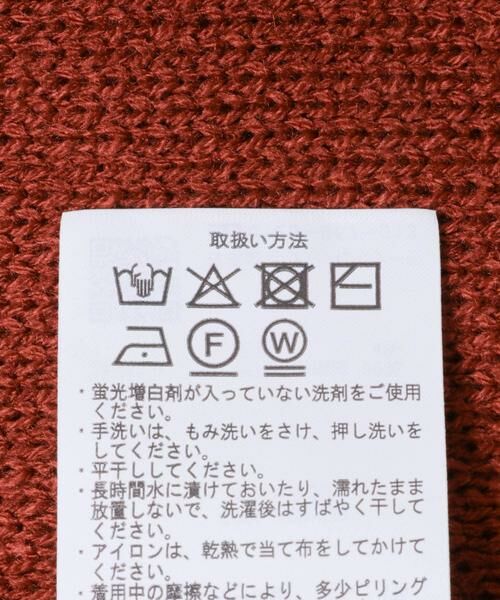 取扱い方法
F
W
・蛍光増白剤が入っていない洗剤をご使用
ください。
・手洗いは、もみ洗いをさけ、押し洗いを
してください。
・平干ししてください。
・長時間水に漬けておいたり、濡れたまま
放置しないで、洗濯後はすばやく干して
ください。
・アイロンは、乾熱で当て布をしてかけて
ください。
・着用中の摩擦などにより、多少ピリング